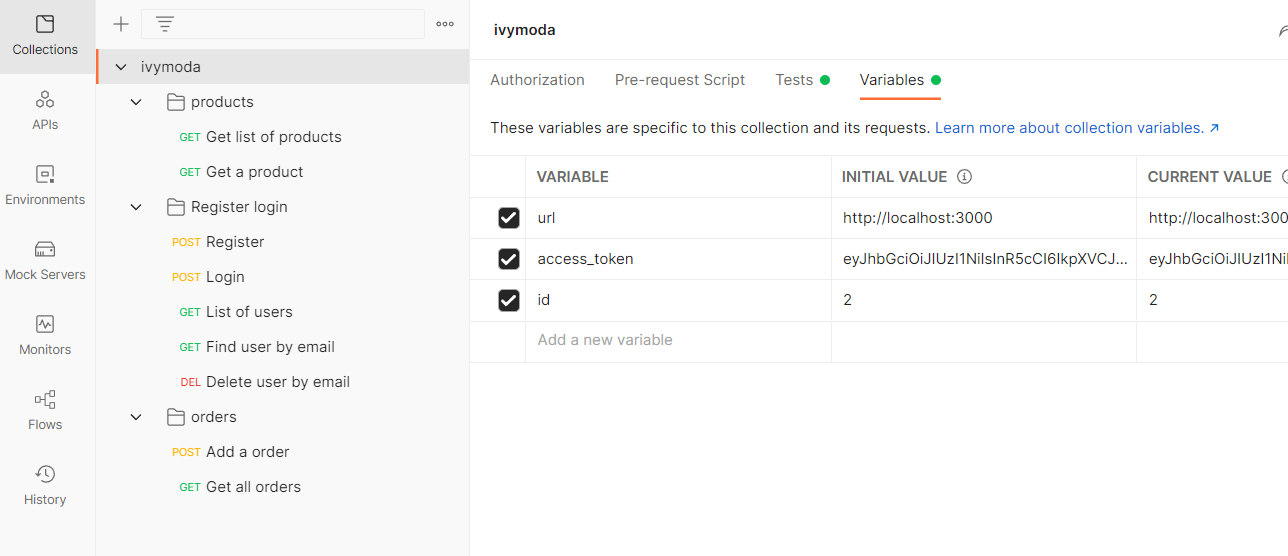 Collections
APIs
Environments
Mock Servers
Monitors
Flows
History
ivymoda
products
GET Get list of products
GET Get a product
Register login
POST Register
POST Login
GET List of users
GET Find user by email
DEL Delete user by email
orders
POST Add a order
GET Get all orders
ivymoda
Authorization Pre-request Script Tests Variables
These variables are specific to this collection and its requests. Learn more about collection variables. ↗
VARIABLE INITIAL VALUE CURRENT VALUE
url http://localhost:3000 http://localhost:300
access_token eyJhbGciOiJIUzI1NiIsInR5cCI6IkpXVCJ... eyJhbGciOiJIUzI1Ni
id 2 2
Add a new variable